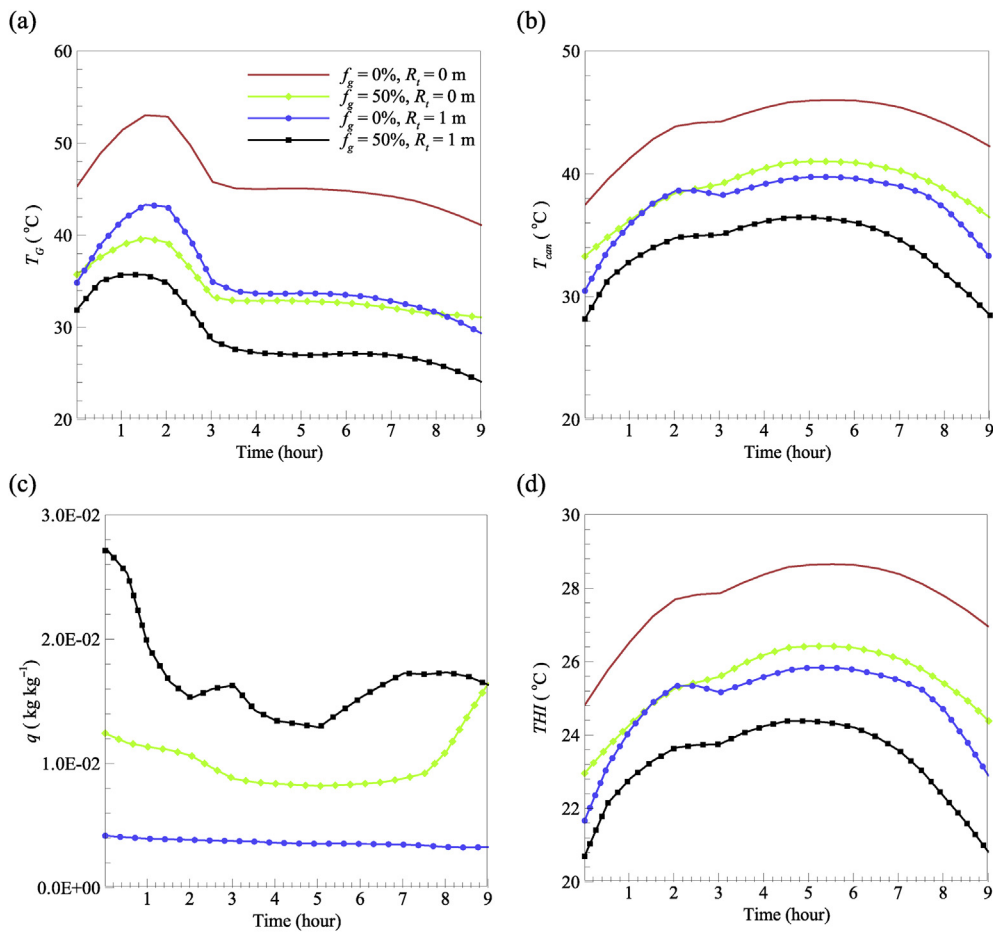 (a)
60
50
40
30
20
T_G ( °C)
f_g = 0%, R_t = 0 m
f_g = 50%, R_t = 0 m
f_g = 0%, R_t = 1 m
f_g = 50%, R_t = 1 m
1 2 3 4 5 6 7 8 9
Time (hour)
(b)
50
40
30
20
T_can ( °C)
1 2 3 4 5 6 7 8 9
Time (hour)
(c)
3.0E-02
2.0E-02
1.0E-02
0.0E+00
q ( kg kg⁻¹)
1 2 3 4 5 6 7 8 9
Time (hour)
(d)
30
28
26
24
22
20
THI ( °C)
1 2 3 4 5 6 7 8 9
Time (hour)